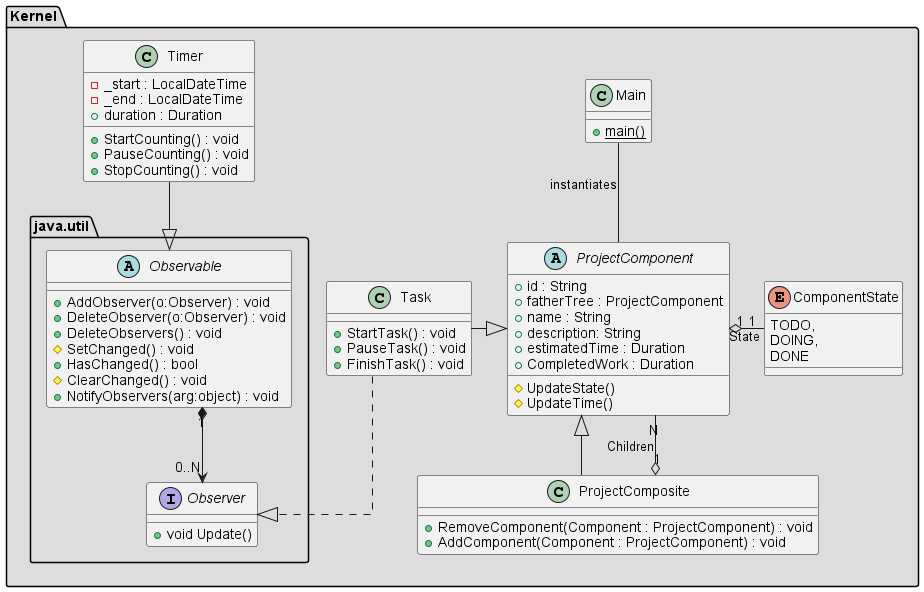 Kernel
C Timer
_start : LocalDateTime
_end : LocalDateTime
duration : Duration
StartCounting() : void
PauseCounting() : void
StopCounting() : void
C Main
main()
instantiates
java.util
A Observable
AddObserver(o:Observer) : void
DeleteObserver(o:Observer) : void
DeleteObservers() : void
SetChanged() : void
HasChanged() : bool
ClearChanged() : void
NotifyObservers(arg:object) : void
1
0..N
I Observer
void Update()
C Task
StartTask() : void
PauseTask() : void
FinishTask() : void
A ProjectComponent
id : String
fatherTree : ProjectComponent
name : String
description: String
estimatedTime : Duration
CompletedWork : Duration
UpdateState()
UpdateTime()
1 1
State
E ComponentState
TODO,
DOING,
DONE
N
Children
1
C ProjectComposite
RemoveComponent(Component : ProjectComponent) : void
AddComponent(Component : ProjectComponent) : void